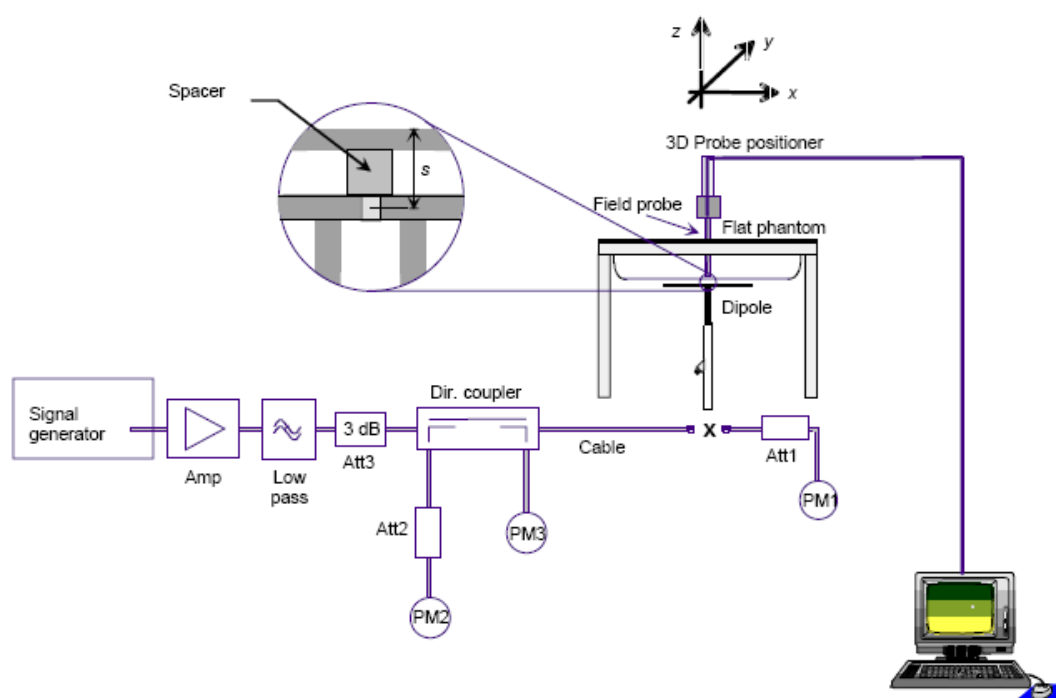 z
y
x
Spacer
s
3D Probe positioner
Field probe
Flat phantom
Dipole
Signal
generator
Amp
Low
pass
3 dB
Att3
Dir. coupler
Cable
X
Att1
PM1
Att2
PM3
PM2